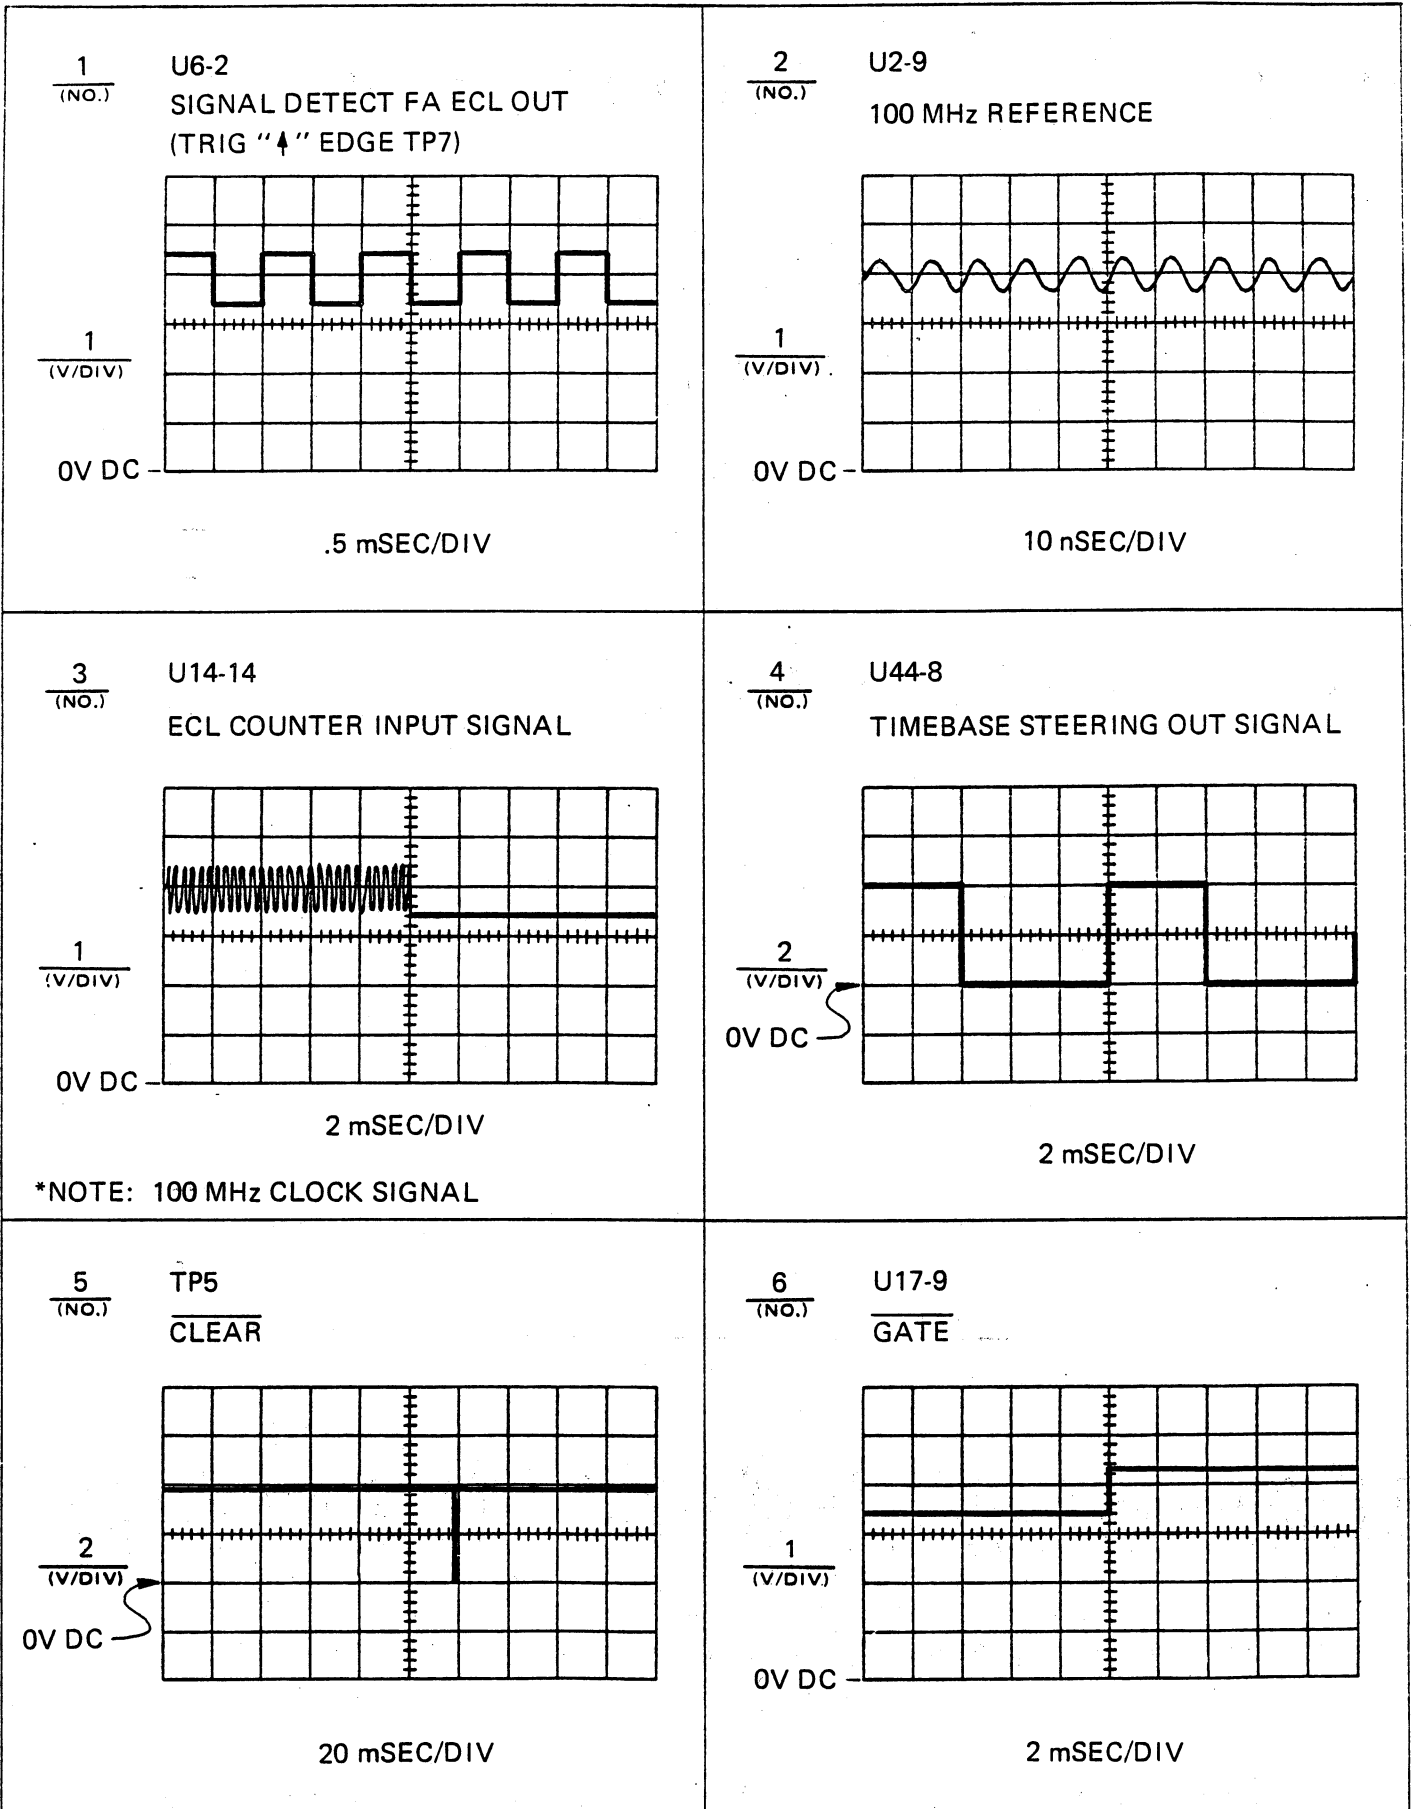 1
(NO.)
U6-2
SIGNAL DETECT FA ECL OUT
(TRIG "↑" EDGE TP7)
1
(V/DIV)
0V DC
.5 mSEC/DIV
2
(NO.)
U2-9
100 MHz REFERENCE
1
(V/DIV)
0V DC
10 nSEC/DIV
3
(NO.)
U14-14
ECL COUNTER INPUT SIGNAL
1
(V/DIV)
0V DC
2 mSEC/DIV
*NOTE: 100 MHz CLOCK SIGNAL
4
(NO.)
U44-8
TIMEBASE STEERING OUT SIGNAL
2
(V/DIV)
0V DC
2 mSEC/DIV
5
(NO.)
TP5
CLEAR
2
(V/DIV)
0V DC
20 mSEC/DIV
6
(NO.)
U17-9
GATE
1
(V/DIV)
0V DC
2 mSEC/DIV